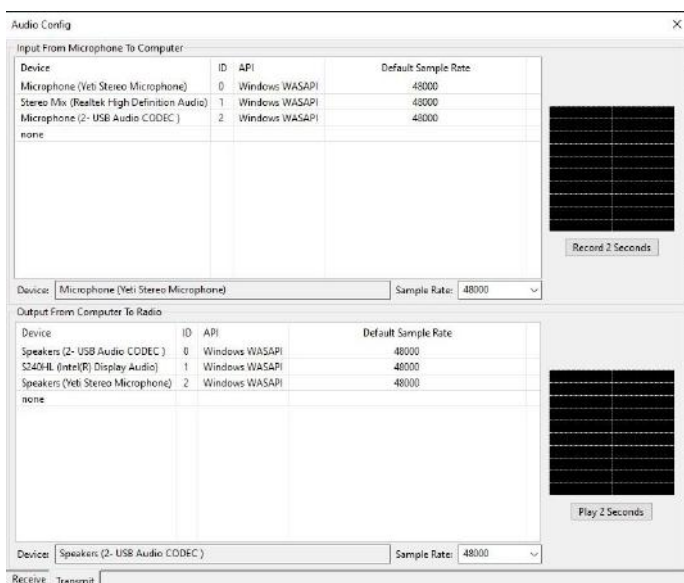 Audio Config
Input From Microphone To Computer
Device ID API Default Sample Rate
Microphone (Yeti Stereo Microphone) 0 Windows WASAPI 48000
Stereo Mix (Realtek High Definition Audio) 1 Windows WASAPI 48000
Microphone (2- USB Audio CODEC ) 2 Windows WASAPI 48000
none
Record 2 Seconds
Device: Microphone (Yeti Stereo Microphone) Sample Rate: 48000
Output From Computer To Radio
Device ID API Default Sample Rate
Speakers (2- USB Audio CODEC ) 0 Windows WASAPI 48000
S240HL (Intel(R) Display Audio) 1 Windows WASAPI 48000
Speakers (Yeti Stereo Microphone) 2 Windows WASAPI 48000
none
Play 2 Seconds
Device: Speakers (2- USB Audio CODEC ) Sample Rate: 48000
Receive Transmit